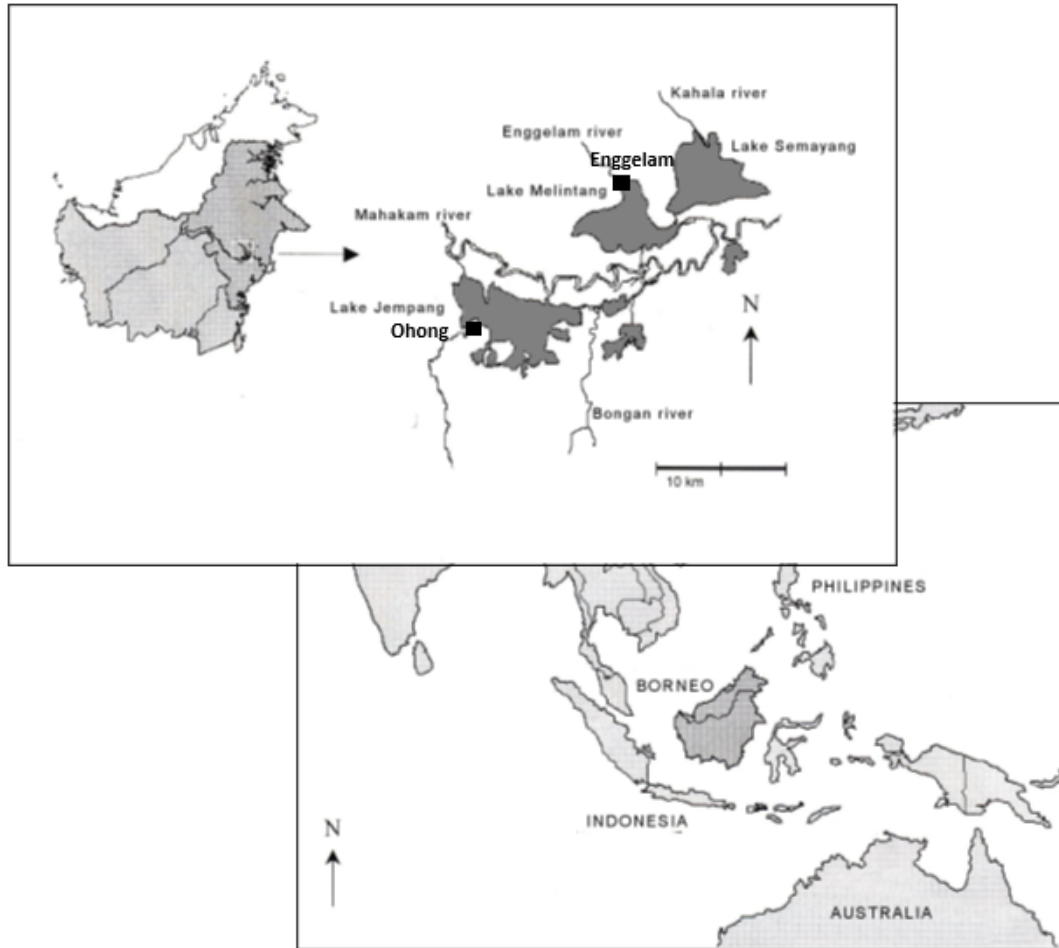 Kahala river
Enggelam river
Lake Semayang
Enggelam
Lake Melintang
Mahakam river
N
Lake Jempang
Ohong
Bongan river
10 km
PHILIPPINES
BORNEO
INDONESIA
N
AUSTRALIA